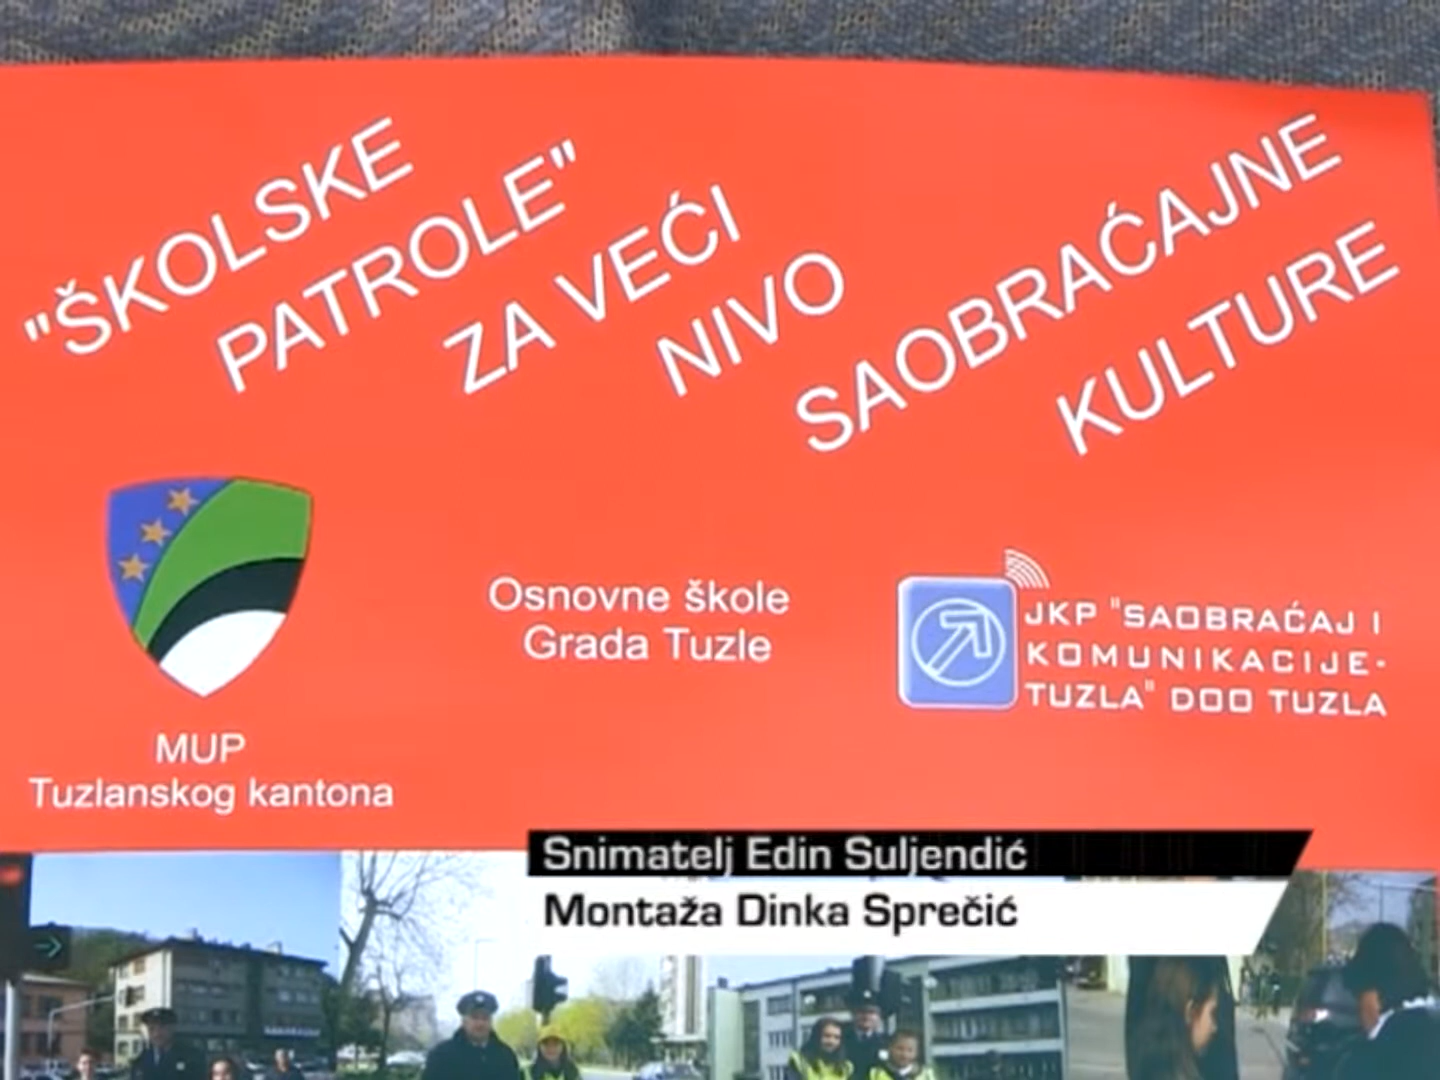 "ŠKOLSKE
PATROLE"
ZA VEĆI
NIVO
SAOBRAĆAJNE
KULTURE
MUP
Tuzlanskog kantona
Osnovne škole
Grada Tuzle
JKP "SAOBRAĆAJ I
KOMUNIKACIJE-
TUZLA" DOO TUZLA
Snimatelj Edin Suljendić
Montaža Dinka Sprečić